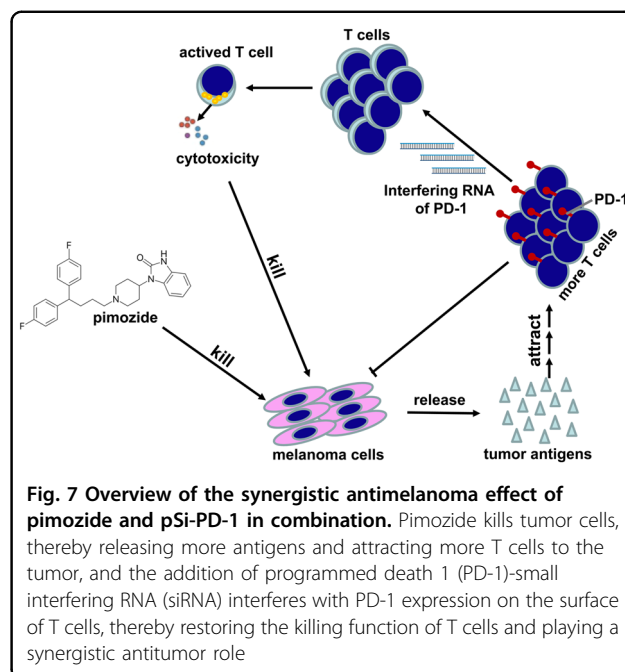 T cells
actived T cell
cytotoxicity
Interfering RNA
of PD-1
PD-1
more T cells
kill
F
H
N
O
N
N
F
pimozide
kill
attract
release
melanoma cells
tumor antigens
Fig. 7 Overview of the synergistic antimelanoma effect of
pimozide and pSi-PD-1 in combination. Pimozide kills tumor cells,
thereby releasing more antigens and attracting more T cells to the
tumor, and the addition of programmed death 1 (PD-1)-small
interfering RNA (siRNA) interferes with PD-1 expression on the surface
of T cells, thereby restoring the killing function of T cells and playing a
synergistic antitumor role